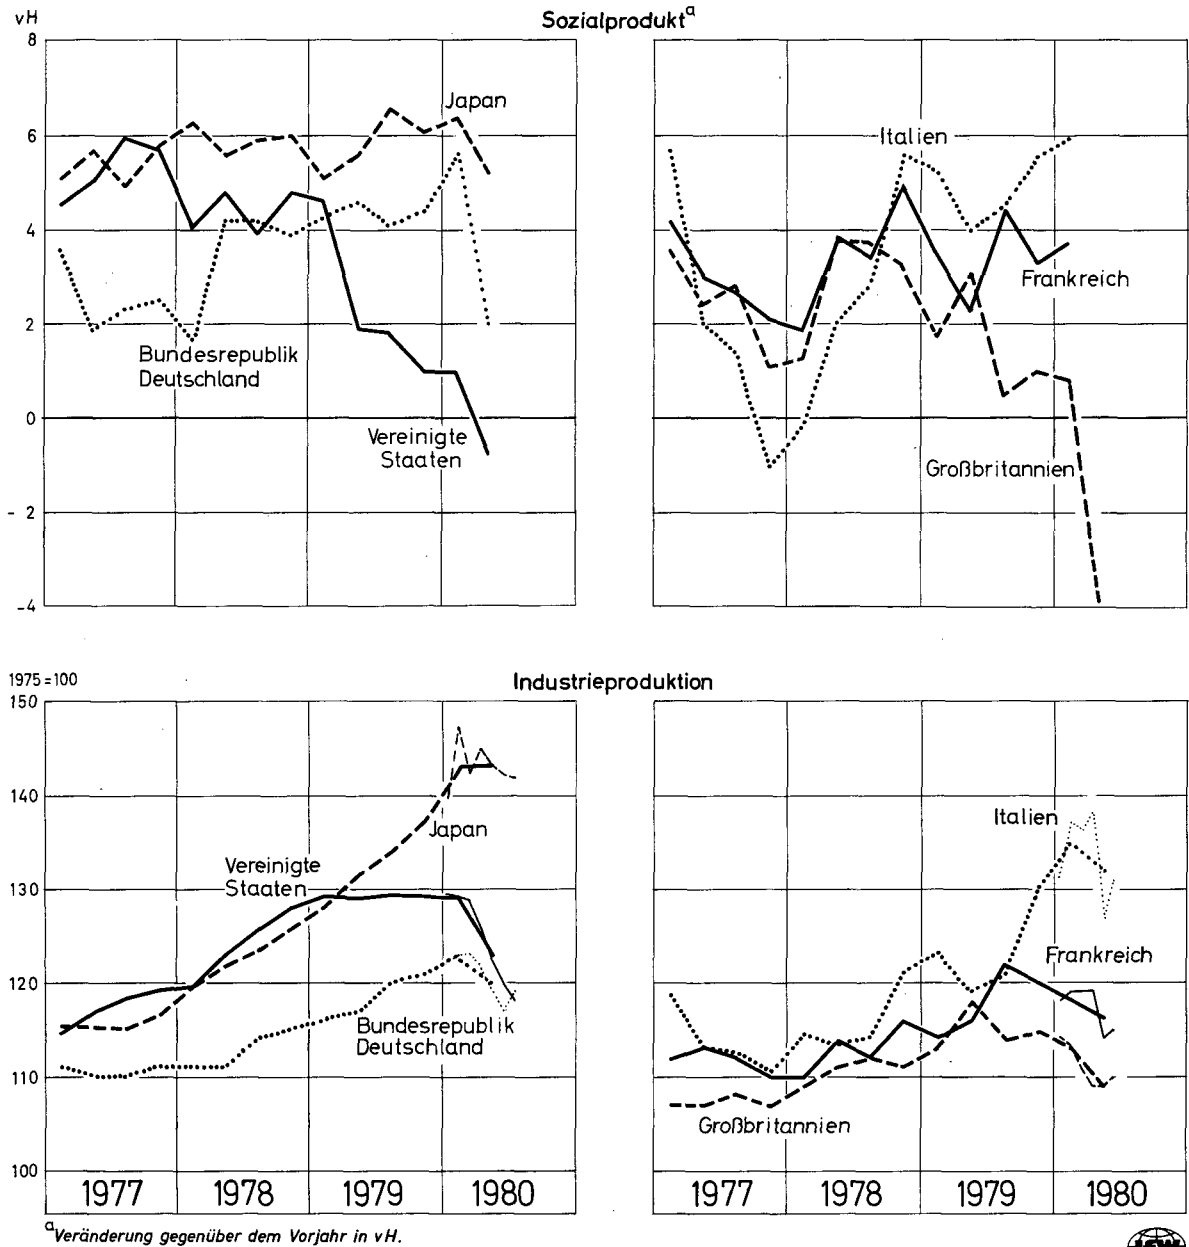 vH
Sozialproduktᵃ
8
6
4
2
0
- 2
-4
Japan
Bundesrepublik
Deutschland
Vereinigte
Staaten
Italien
Frankreich
Großbritannien
1975=100
Industrieproduktion
150
140
130
120
110
100
Japan
Vereinigte
Staaten
Bundesrepublik
Deutschland
Italien
Frankreich
Großbritannien
1977 1978 1979 1980
1977 1978 1979 1980
ᵃVeränderung gegenüber dem Vorjahr in vH.